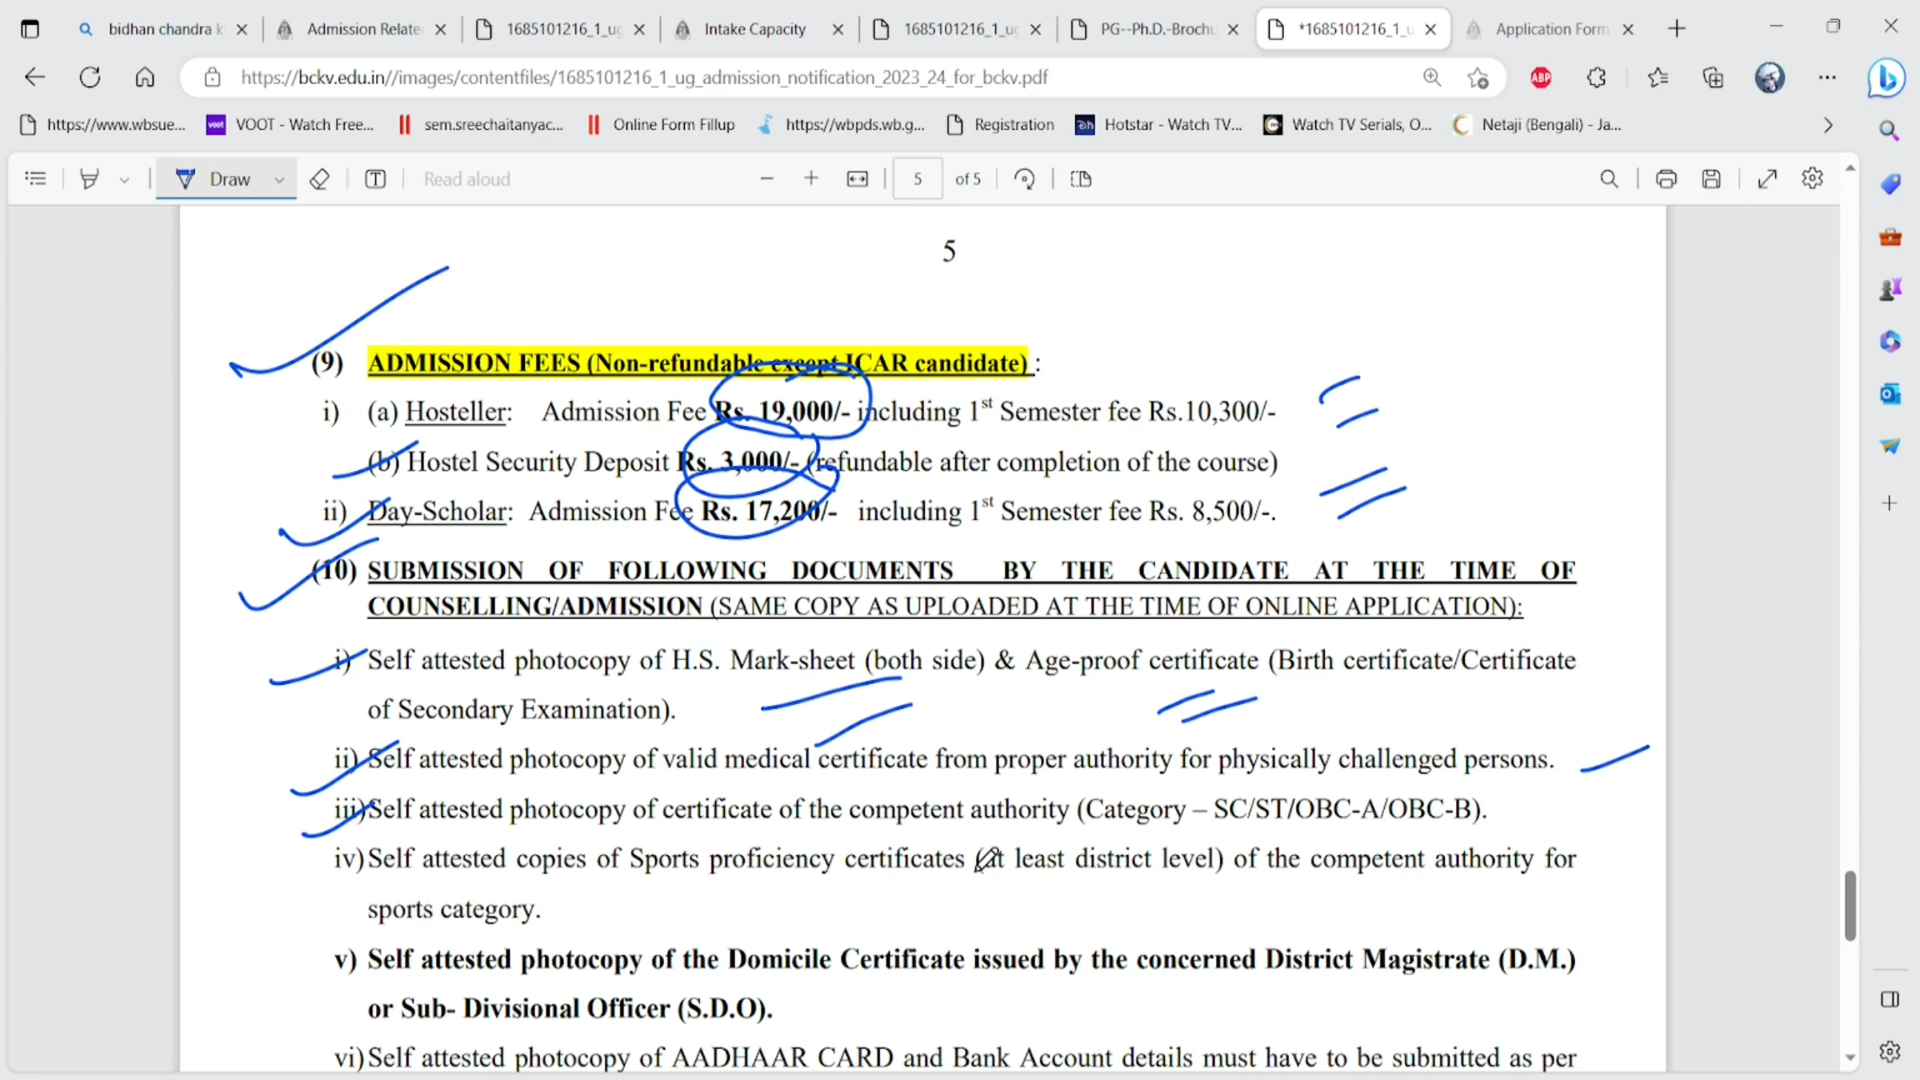 bidhan chandra k
Admission Relate
1685101216_1_ug
Intake Capacity
1685101216_1_ug
PG--Ph.D.-Brochu
*1685101216_1_u
Application Form
https://bckv.edu.in//images/contentfiles/1685101216_1_ug_admission_notification_2023_24_for_bckv.pdf
ABP
https://www.wbsue...
voot
VOOT - Watch Free...
sem.sreechaitanyac...
Online Form Fillup
https://wbpds.wb.g...
Registration
Hotstar - Watch TV...
Watch TV Serials, O...
Netaji (Bengali) - Ja...
Draw
Read aloud
5 of 5
5
(9) ADMISSION FEES (Non-refundable except ICAR candidate) :
i) (a) Hosteller: Admission Fee Rs. 19,000/- including 1st Semester fee Rs.10,300/-
(b) Hostel Security Deposit Rs. 3,000/- (refundable after completion of the course)
ii) Day-Scholar: Admission Fee Rs. 17,200/- including 1st Semester fee Rs. 8,500/-.
(10) SUBMISSION OF FOLLOWING DOCUMENTS BY THE CANDIDATE AT THE TIME OF
COUNSELLING/ADMISSION (SAME COPY AS UPLOADED AT THE TIME OF ONLINE APPLICATION):
i) Self attested photocopy of H.S. Mark-sheet (both side) & Age-proof certificate (Birth certificate/Certificate
of Secondary Examination).
ii) Self attested photocopy of valid medical certificate from proper authority for physically challenged persons.
iii) Self attested photocopy of certificate of the competent authority (Category – SC/ST/OBC-A/OBC-B).
iv) Self attested copies of Sports proficiency certificates (at least district level) of the competent authority for
sports category.
v) Self attested photocopy of the Domicile Certificate issued by the concerned District Magistrate (D.M.)
or Sub- Divisional Officer (S.D.O).
vi) Self attested photocopy of AADHAAR CARD and Bank Account details must have to be submitted as per